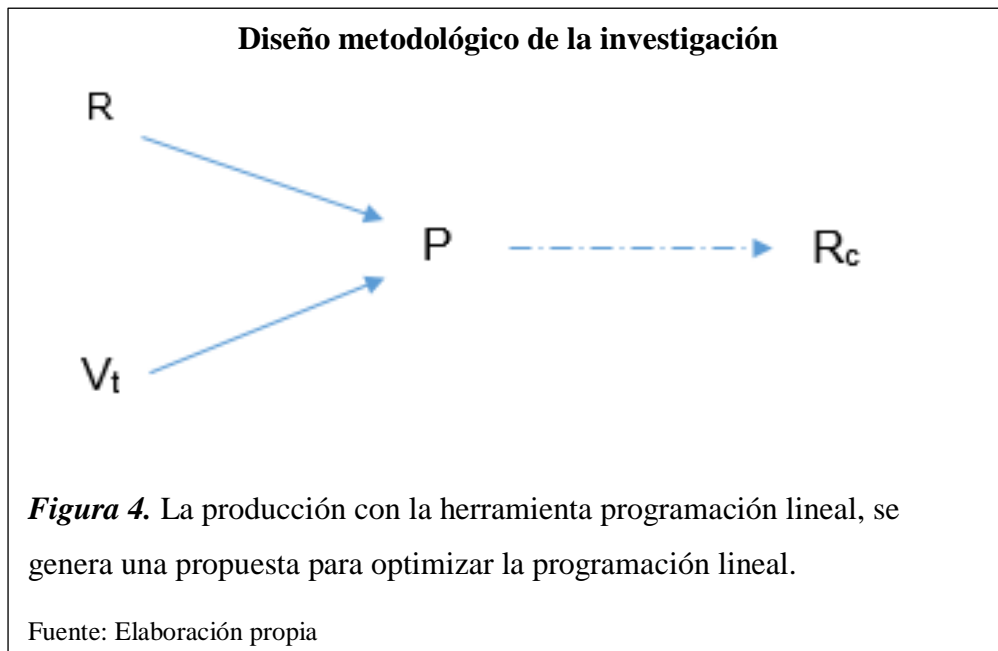 Diseño metodológico de la investigación
R
P
Rc
Vt
Figura 4. La producción con la herramienta programación lineal, se
genera una propuesta para optimizar la programación lineal.
Fuente: Elaboración propia